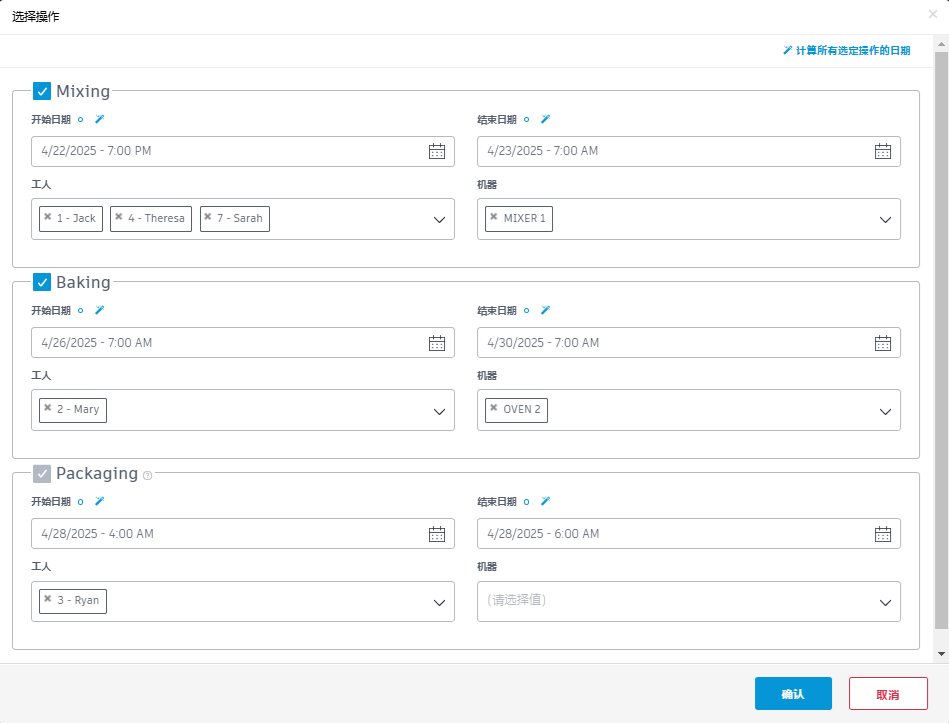 选择操作
计算所有选定操作的日期
Mixing
开始日期 结束日期
4/22/2025 - 7:00 PM 4/23/2025 - 7:00 AM
工人 机器
1 - Jack 4 - Theresa 7 - Sarah MIXER 1
Baking
开始日期 结束日期
4/26/2025 - 7:00 AM 4/30/2025 - 7:00 AM
工人 机器
2 - Mary OVEN 2
Packaging
开始日期 结束日期
4/28/2025 - 4:00 AM 4/28/2025 - 6:00 AM
工人 机器
3 - Ryan (请选择值)
确认 取消